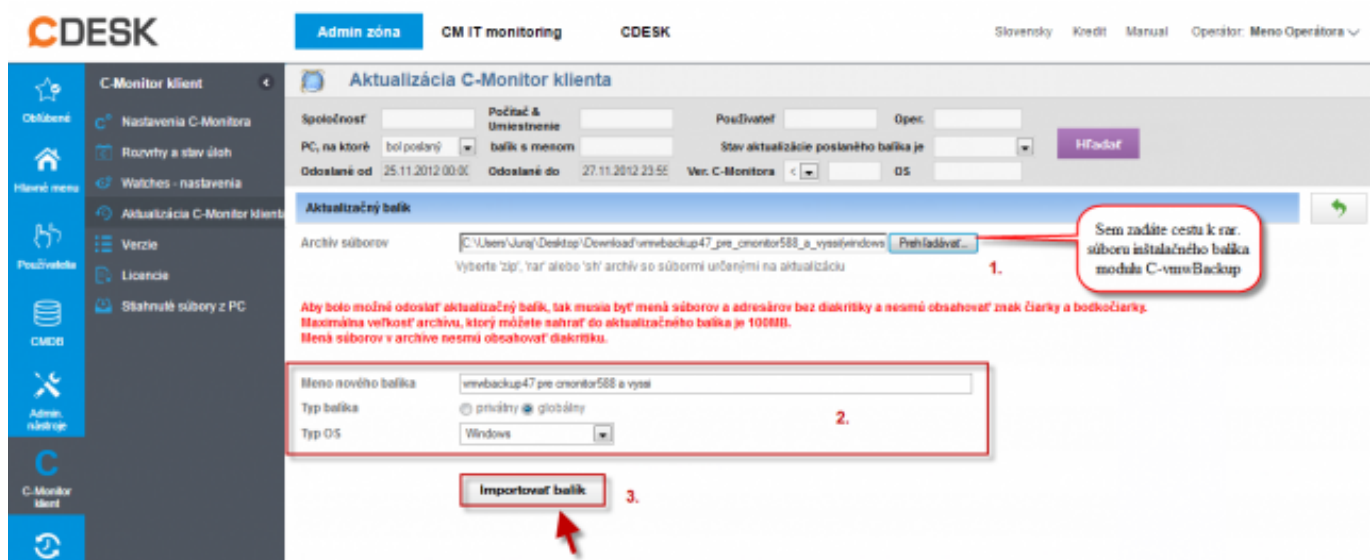 CDESK
Admin zóna CM IT monitoring CDESK
Slovensky Kredit Manual Operátor: Meno Operátora
Obľúbené
Hlavné menu
Používatelia
CMDB
Admin. nástroje
C-Monitor klient
C-Monitor klient
Nastavenia C-Monitora
Rozvrhy a stav úloh
Watches - nastavenia
Aktualizácia C-Monitor klienta
Verzie
Licencie
Stiahnuté súbory z PC
Aktualizácia C-Monitor klienta
Spoločnosť Počítač & Umiestnenie Používateľ Oper.
PC, na ktoré bol poslaný balík s menom Stav aktualizácie poslaného balíka je
Hľadať
Odoslané od 25.11.2012 00:00 Odoslané do 27.11.2012 23:55 Ver. C-Monitora < OS
Aktualizačný balík
Archív súborov C:\Users\Juraj\Desktop\Download\vmwbackup47_pre_cmonitor588_a_vyssi(windows Prehľadávať...
Vyberte 'zip', 'rar' alebo 'sh' archív so súbormi určenými na aktualizáciu
1.
Sem zadáte cestu k rar.
súboru inštalačného balíka
modulu C-vmwBackup
Aby bolo možné odoslať aktualizačný balík, tak musia byť mená súborov a adresárov bez diakritiky a nesmú obsahovať znak čiarky a bodkočiarky.
Maximálna veľkosť archívu, ktorý môžete nahrať do aktualizačného balíka je 100MB.
Mená súborov v archíve nesmú obsahovať diakritiku.
Meno nového balíka vmwbackup47 pre cmonitor588 a vyssi
Typ balíka privátny globálny
2.
Typ OS Windows
Importovať balík
3.